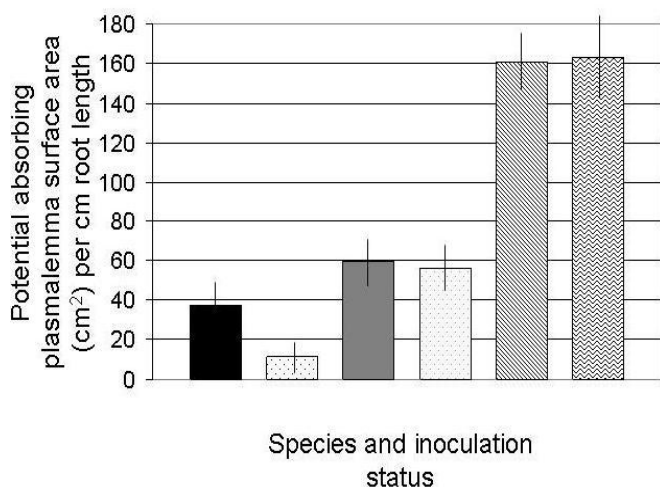 Potential absorbing
plasmalemma surface area
(cm²) per cm root length
180
160
140
120
100
80
60
40
20
0
Species and inoculation
status